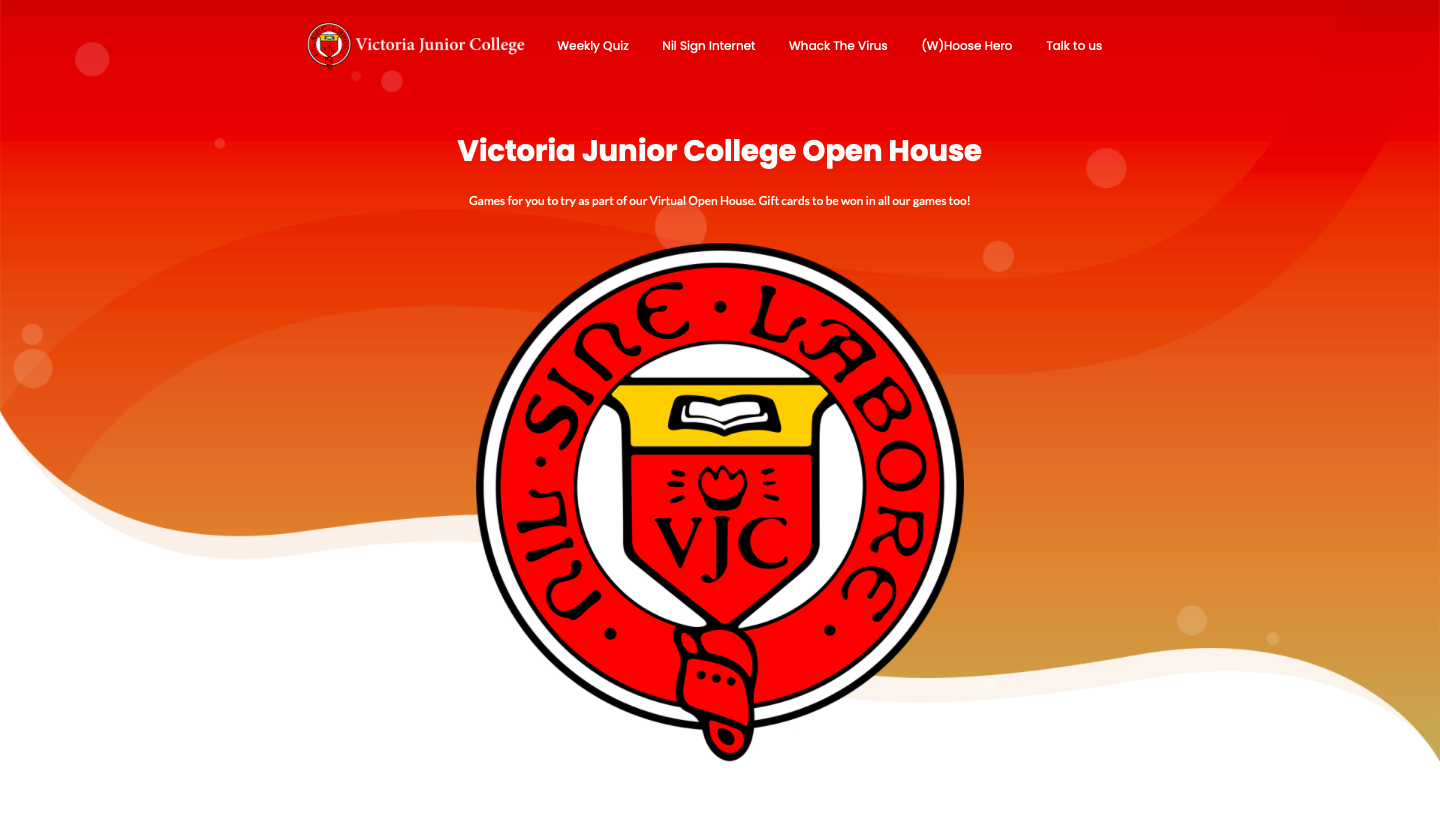 Victoria Junior College
Weekly Quiz
Nil Sign Internet
Whack The Virus
(W)Hoose Hero
Talk to us
Victoria Junior College Open House
Games for you to try as part of our Virtual Open House. Gift cards to be won in all our games too!
NIL · SINE · LABORE ·
VJC